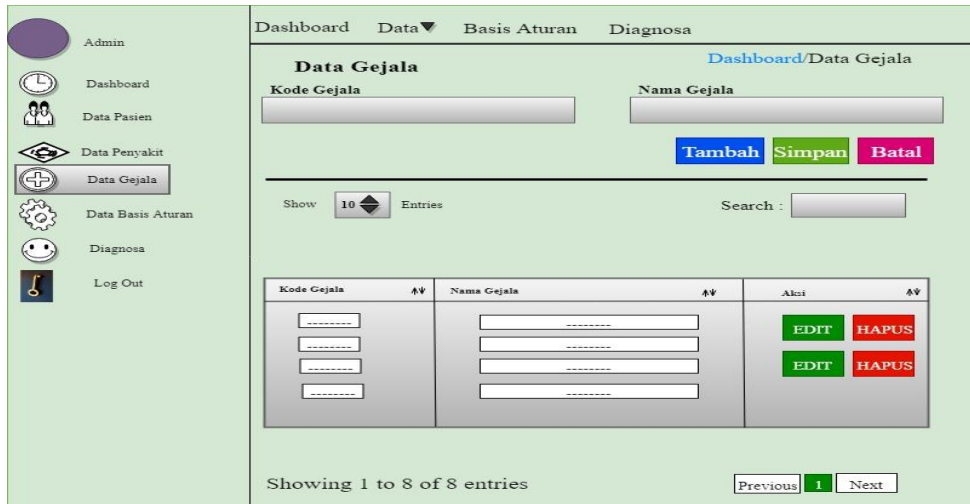 Admin
Dashboard
Data Pasien
Data Penyakit
Data Gejala
Data Basis Aturan
Diagnosa
Log Out
Dashboard Data▼ Basis Aturan Diagnosa
Dashboard/Data Gejala
Data Gejala
Kode Gejala Nama Gejala
Tambah Simpan Batal
Show 10 Entries Search :
Kode Gejala Nama Gejala Aksi
-------- --------
EDIT HAPUS
-------- --------
-------- --------
EDIT HAPUS
-------- --------
Showing 1 to 8 of 8 entries Previous 1 Next